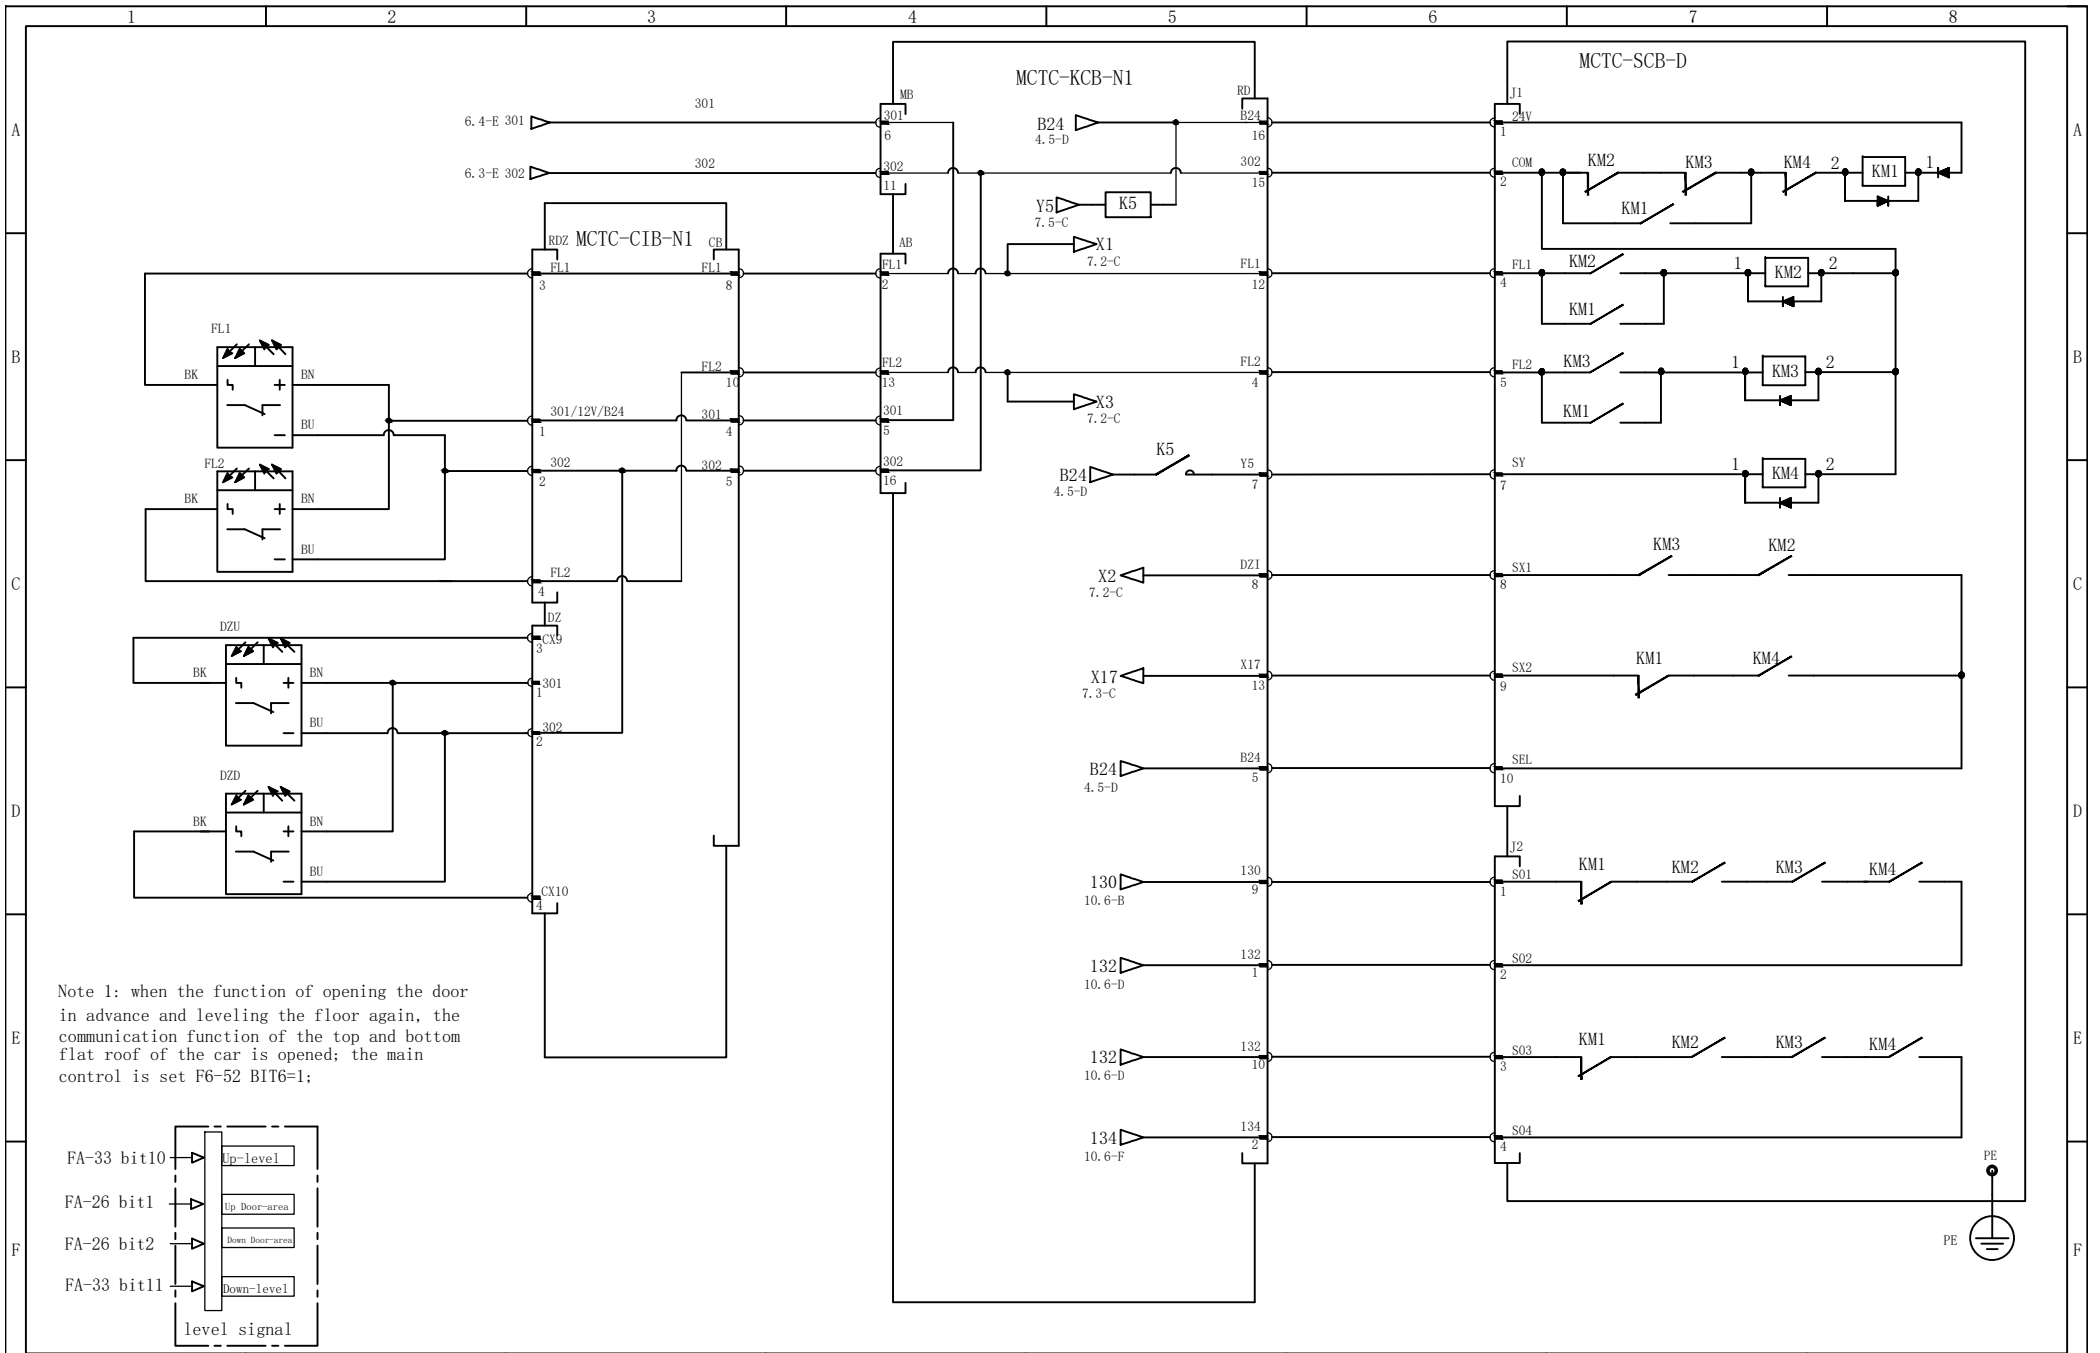 1 2 3 4 5 6 7 8
MCTC-KCB-N1
MCTC-SCB-D
A A
301
6.4-E 301
MB
301
6
302
6.3-E 302
302
11
B24
4.5-D
RD
B24
16
302
15
Y5
7.5-C
K5
X1
7.2-C
J1
24V
1
COM
2
KM2 KM3 KM4 2 KM1 1
KM1
RDZ MCTC-CIB-N1 CB
FL1
3
FL1
8
AB
FL1
2
FL1
12
FL1
4
KM2 1 KM2 2
KM1
B B
FL1
BK BN
BU
FL2
10
FL2
13
FL2
4
X3
7.2-C
FL2
5
KM3 1 KM3 2
KM1
301/12V/B24
1
301
4
301
5
302
2
302
5
302
16
FL2
BK BN
BU
K5
B24
4.5-D
Y5
7
SY
7
1 KM4 2
C C
FL2
4
X2
7.2-C
DZI
8
SX1
8
KM3 KM2
DZ
CX9
3
301
1
302
2
DZU
BK BN
BU
X17
7.3-C
X17
13
SX2
9
KM1 KM4
D D
DZD
BK BN
BU
CX10
4
B24
4.5-D
B24
5
SEL
10
130
10.6-B
130
9
J2
S01
1
KM1 KM2 KM3 KM4
132
10.6-D
132
1
S02
2
E E
132
10.6-D
132
10
S03
3
KM1 KM2 KM3 KM4
134
10.6-F
134
2
S04
4
Note 1: when the function of opening the door
in advance and leveling the floor again, the
communication function of the top and bottom
flat roof of the car is opened; the main
control is set F6-52 BIT6=1;
F F
FA-33 bit10 Up-level
FA-26 bit1 Up Door-area
FA-26 bit2 Down Door-area
FA-33 bit11 Down-level
level signal
PE
PE